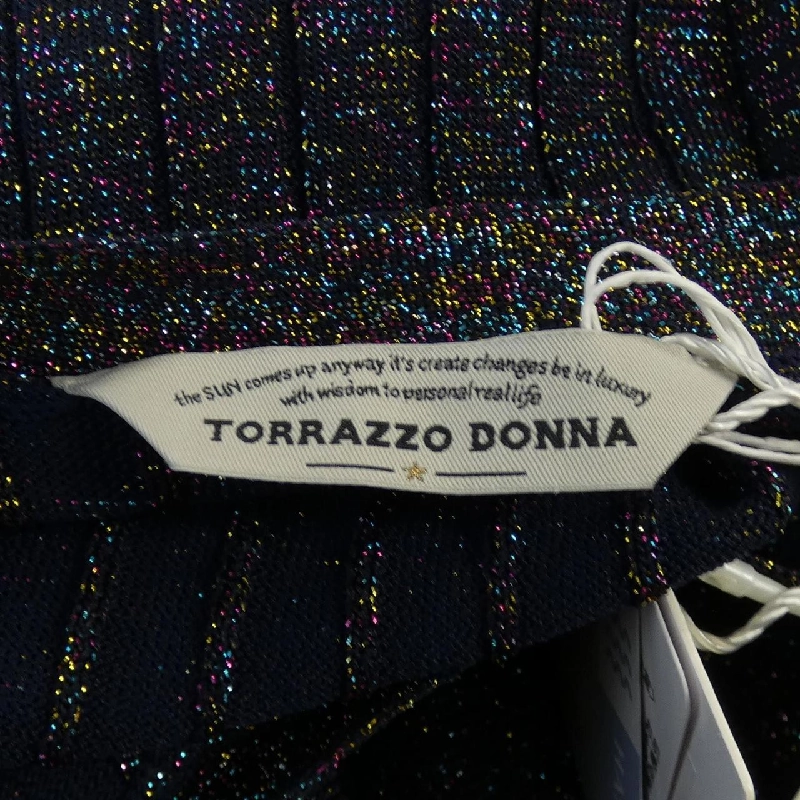 the SUN comes up anyway it's create changes be in luxury
with wisdom to personal real life
TORRAZZO DONNA